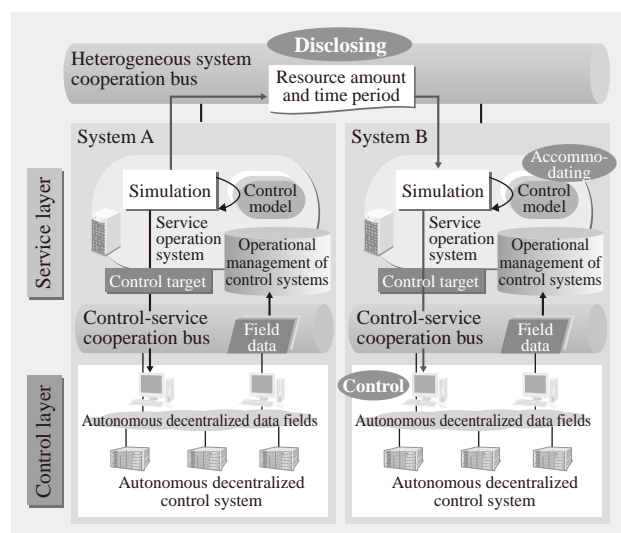 Disclosing
Heterogeneous system
cooperation bus
Resource amount
and time period
System A
Simulation
Control
model
Service
operation
system
Operational
management of
control systems
Control target
Control-service
cooperation bus
Field
data
Autonomous decentralized data fields
Autonomous decentralized
control system
System B
Accommo-
dating
Simulation
Control
model
Service
operation
system
Operational
management of
control systems
Control target
Control-service
cooperation bus
Field
data
Control
Autonomous decentralized data fields
Autonomous decentralized
control system
Service layer
Control layer